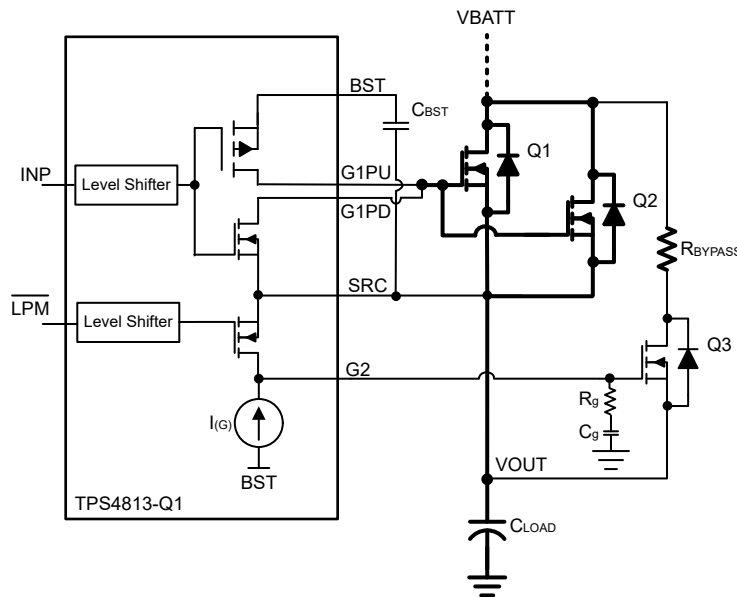 VBATT
BST
CBST
Q1
INP
Level Shifter
G1PU
G1PD
Q2
RBYPASS
SRC
LPM
Level Shifter
Q3
G2
Rg
I(G)
Cg
BST
VOUT
TPS4813-Q1
CLOAD